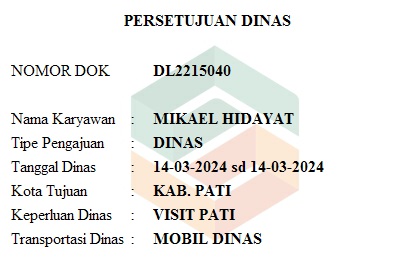 PERSETUJUAN DINAS
NOMOR DOK DL2215040
Nama Karyawan : MIKAEL HIDAYAT
Tipe Pengajuan : DINAS
Tanggal Dinas : 14-03-2024 sd 14-03-2024
Kota Tujuan : KAB. PATI
Keperluan Dinas : VISIT PATI
Transportasi Dinas : MOBIL DINAS